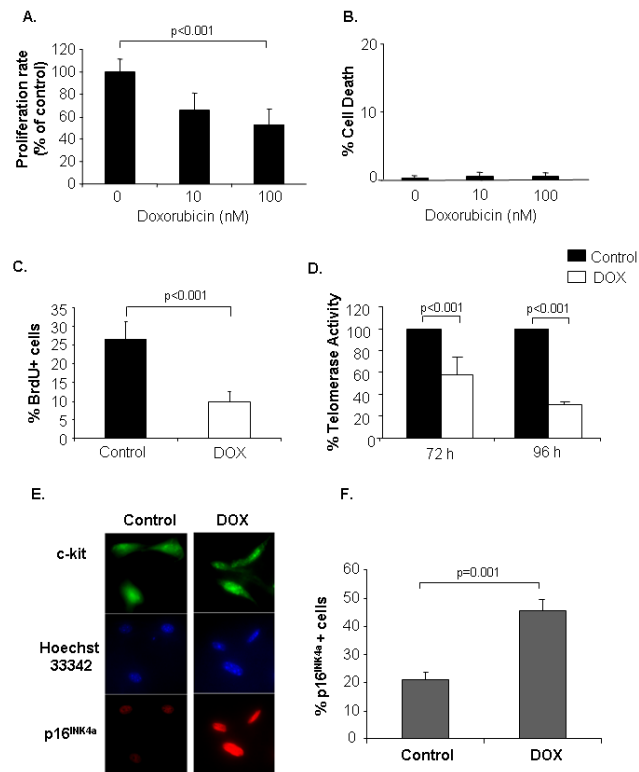 A.
p<0.001
Proliferation rate
(% of control)
120
100
80
60
40
20
0
0
10
100
Doxorubicin (nM)
B.
% Cell Death
20
10
0
0
10
100
Doxorubicin (nM)
C.
p<0.001
% BrdU+ cells
35
30
25
20
15
10
5
0
Control
DOX
Control
DOX
D.
% Telomerase Activity
120
100
80
60
40
20
0
p<0.001
p<0.001
72 h
96 h
E.
Control
DOX
c-kit
Hoechst
33342
p16INK4a
F.
p=0.001
% p16INK4a + cells
70
60
50
40
30
20
10
0
Control
DOX